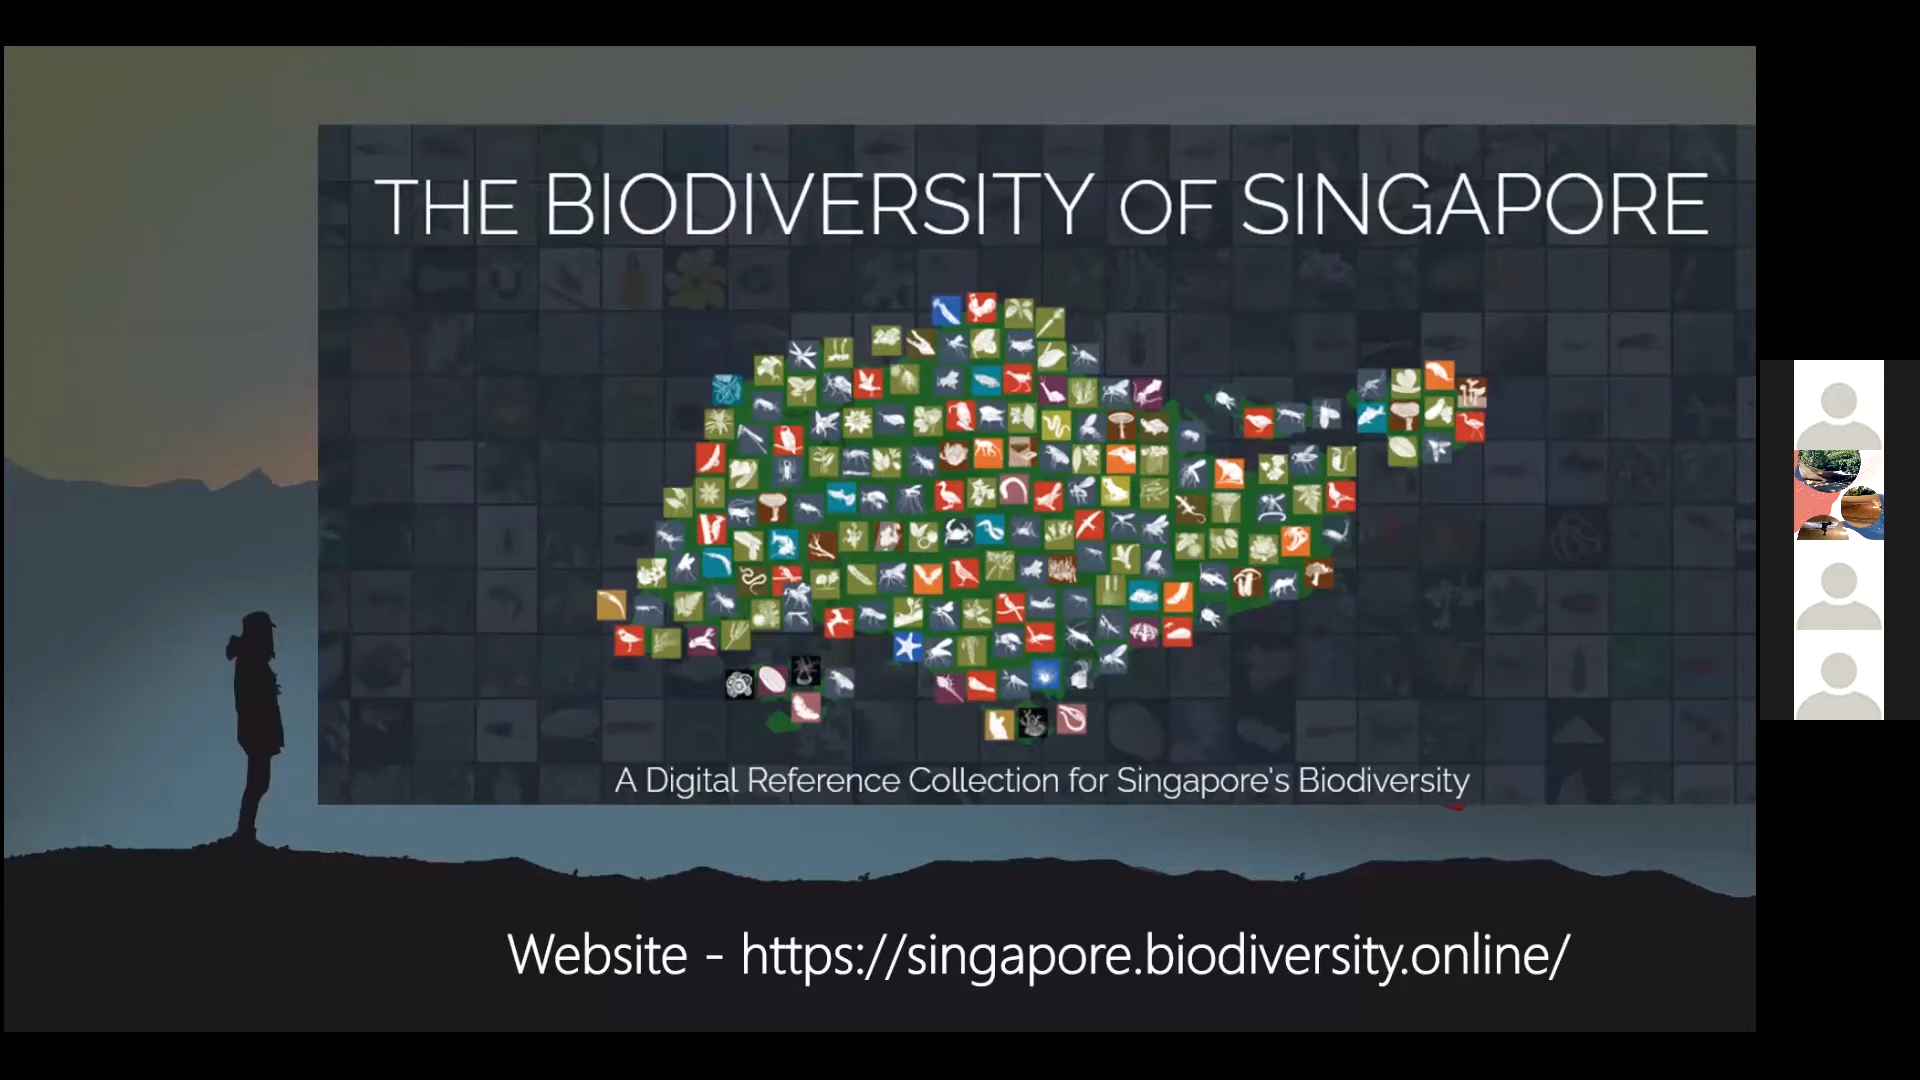 THE BIODIVERSITY OF SINGAPORE
A Digital Reference Collection for Singapore's Biodiversity
Website - https://singapore.biodiversity.online/